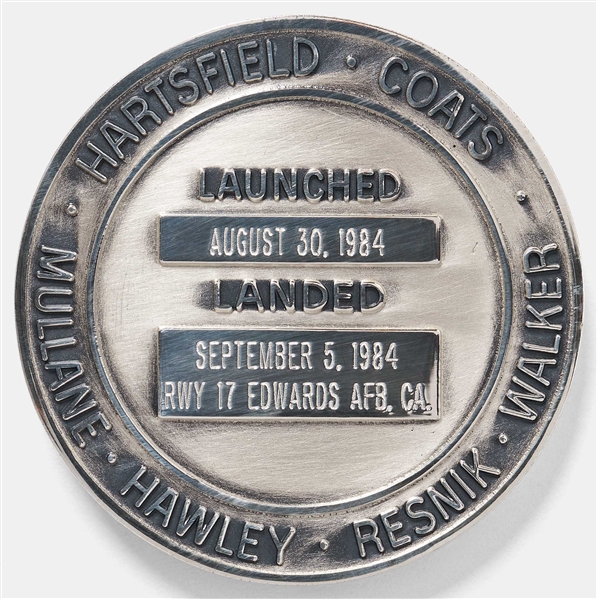 HARTSFIELD · COATS · WALKER · RESNIK · HAWLEY · MULLANE ·
LAUNCHED
AUGUST 30, 1984
LANDED
SEPTEMBER 5, 1984
RWY 17 EDWARDS AFB, CA.